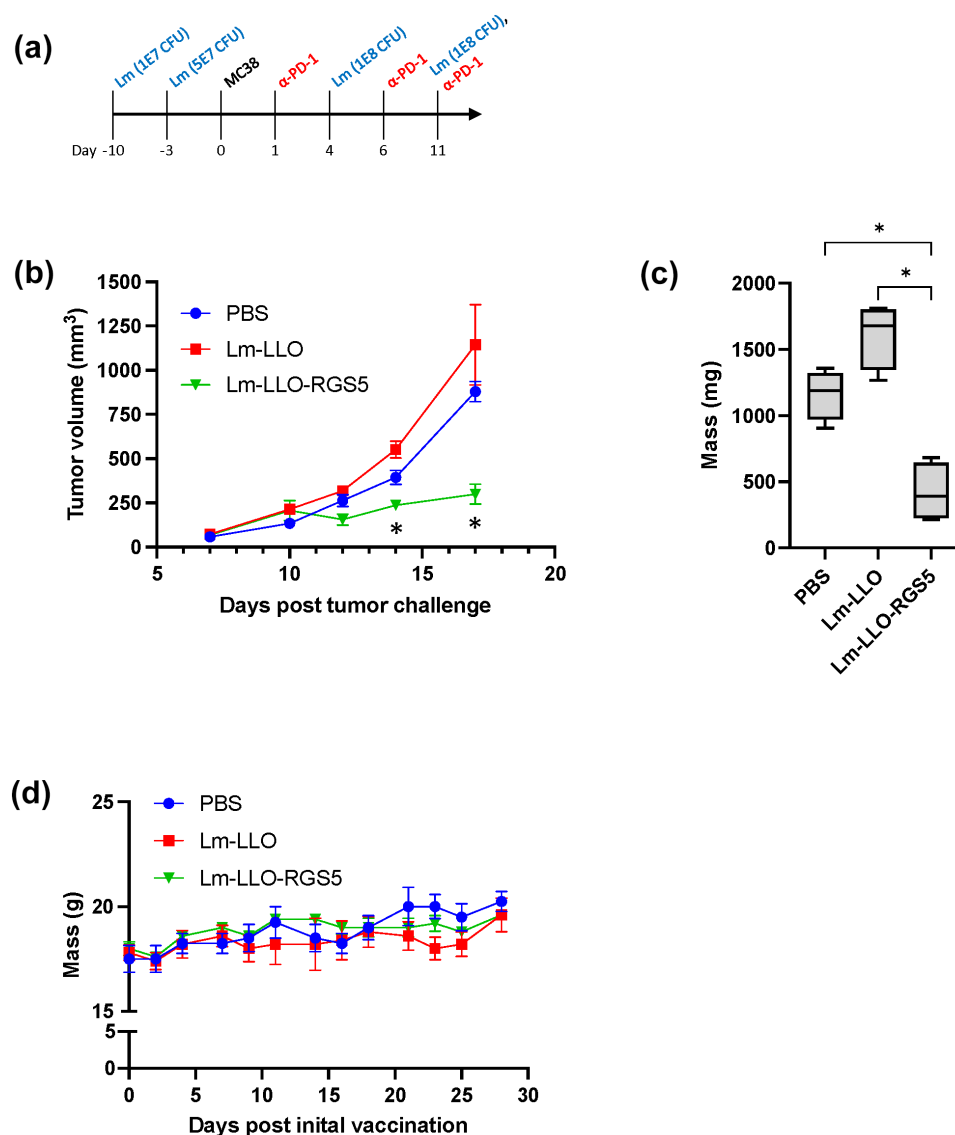 (a)
Lm (1E7 CFU)
Lm (5E7 CFU)
MC38
α-PD-1
Lm (1E8 CFU)
α-PD-1
Lm (1E8 CFU),
α-PD-1
Day -10 -3 0 1 4 6 11
(b)
1500
1250
1000
750
500
250
0
Tumor volume (mm3)
PBS
Lm-LLO
Lm-LLO-RGS5
* *
5 10 15 20
Days post tumor challenge
(c)
*
*
2000
1500
1000
500
0
Mass (mg)
PBS
Lm-LLO
Lm-LLO-RGS5
(d)
25
20
15
5
0
Mass (g)
PBS
Lm-LLO
Lm-LLO-RGS5
0 5 10 15 20 25 30
Days post inital vaccination